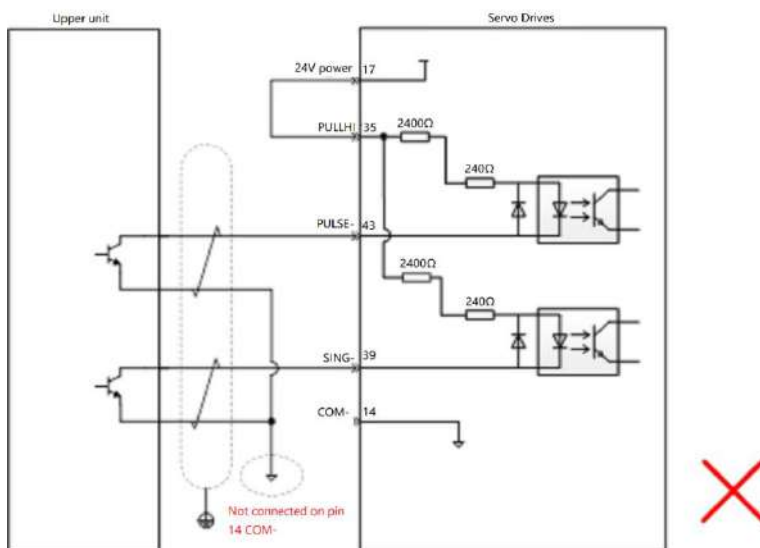 Upper unit
Servo Drives
24V power
17
PULLHI
35
2400Ω
240Ω
PULSE-
43
2400Ω
240Ω
SING-
39
COM-
14
Not connected on pin
14 COM-